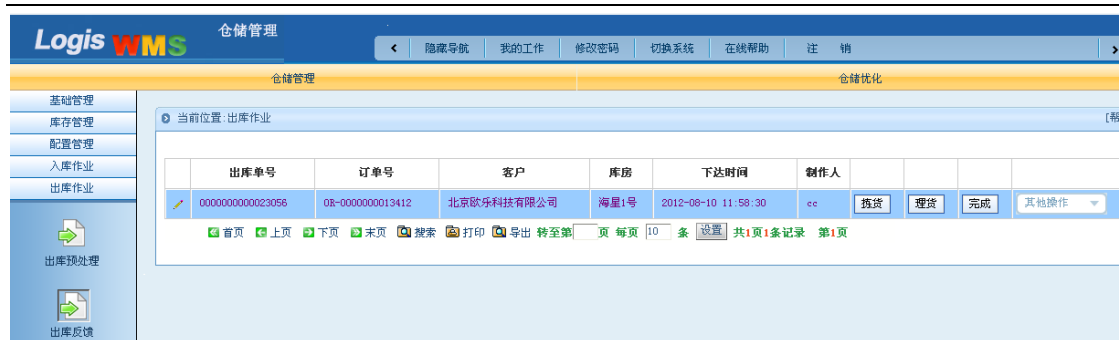 Logis WMS 仓储管理
隐藏导航 我的工作 修改密码 切换系统 在线帮助 注 销
仓储管理 仓储优化
基础管理
库存管理
配置管理
入库作业
出库作业
出库预处理
出库反馈
当前位置:出库作业 [帮
出库单号 订单号 客户 库房 下达时间 制作人
0000000000023056 OR-0000000013412 北京欧乐科技有限公司 海星1号 2012-08-10 11:58:30 cc 拣货 理货 完成 其他操作
首页 上页 下页 末页 搜索 打印 导出 转至第 页 每页 10 条 设置 共1页1条记录 第1页